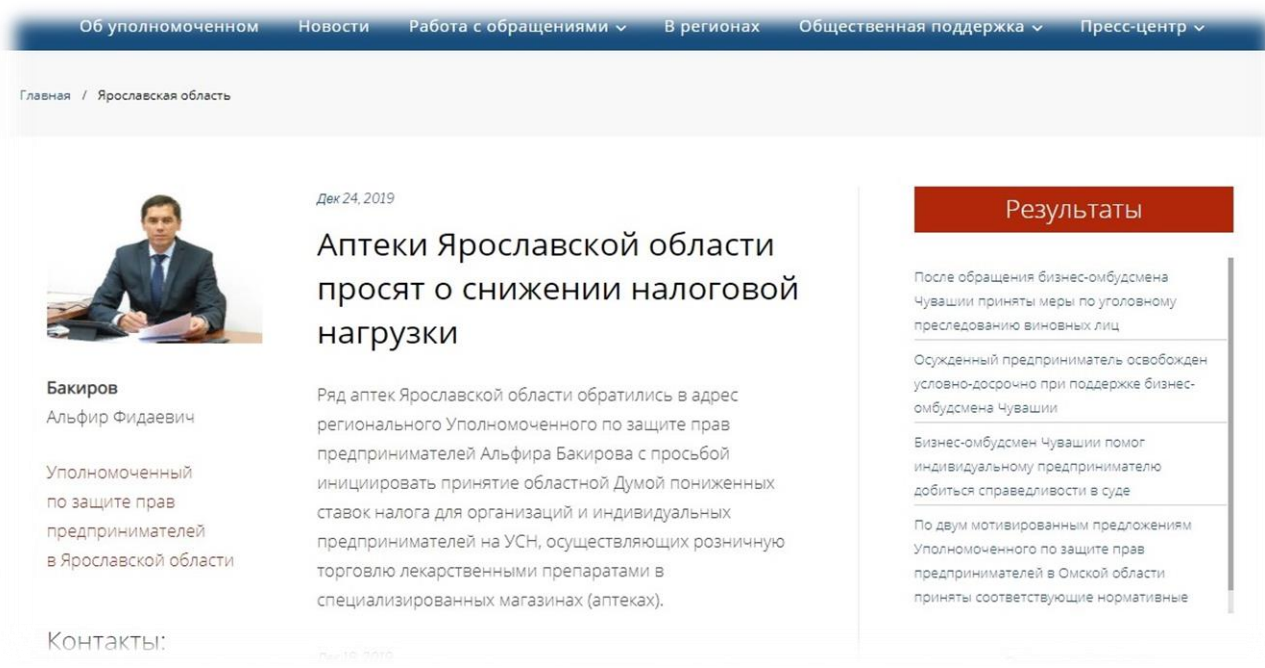 Об уполномоченном Новости Работа с обращениями В регионах Общественная поддержка Пресс-центр
Главная / Ярославская область
Бакиров
Альфир Фидаевич
Уполномоченный
по защите прав
предпринимателей
в Ярославской области
Контакты:
Дек 24, 2019
Аптеки Ярославской области
просят о снижении налоговой
нагрузки
Ряд аптек Ярославской области обратились в адрес
регионального Уполномоченного по защите прав
предпринимателей Альфира Бакирова с просьбой
инициировать принятие областной Думой пониженных
ставок налога для организаций и индивидуальных
предпринимателей на УСН, осуществляющих розничную
торговлю лекарственными препаратами в
специализированных магазинах (аптеках).
Дек 19, 2019
Результаты
После обращения бизнес-омбудсмена
Чувашии приняты меры по уголовному
преследованию виновных лиц
Осужденный предприниматель освобожден
условно-досрочно при поддержке бизнес-
омбудсмена Чувашии
Бизнес-омбудсмен Чувашии помог
индивидуальному предпринимателю
добиться справедливости в суде
По двум мотивированным предложениям
Уполномоченного по защите прав
предпринимателей в Омской области
приняты соответствующие нормативные